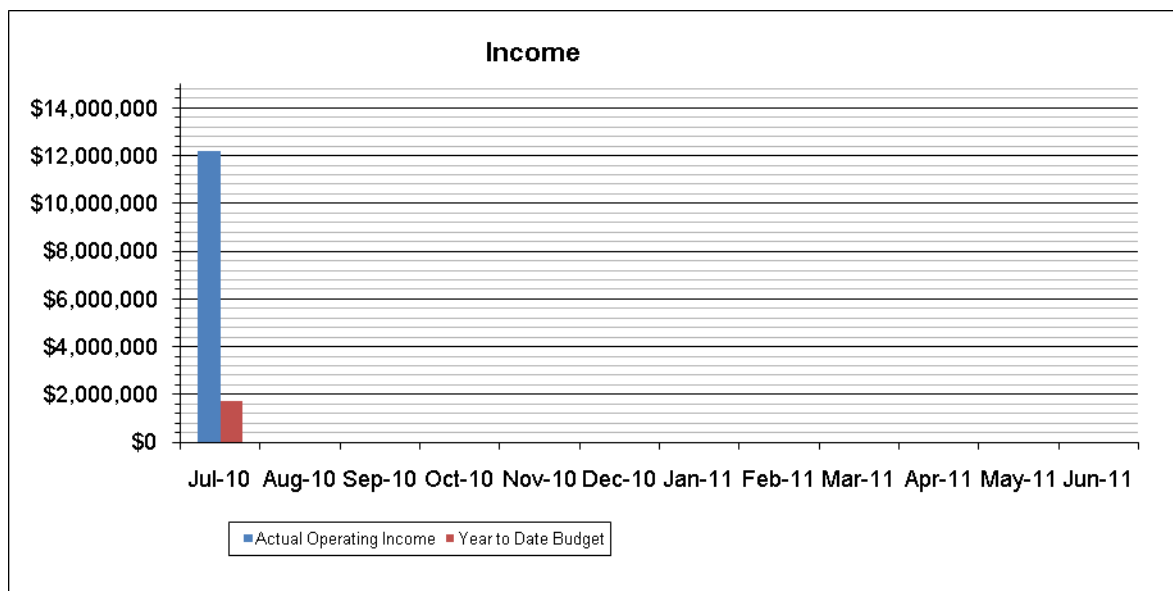 Income
$14,000,000
$12,000,000
$10,000,000
$8,000,000
$6,000,000
$4,000,000
$2,000,000
$0
Jul-10 Aug-10 Sep-10 Oct-10 Nov-10 Dec-10 Jan-11 Feb-11 Mar-11 Apr-11 May-11 Jun-11
Actual Operating Income Year to Date Budget